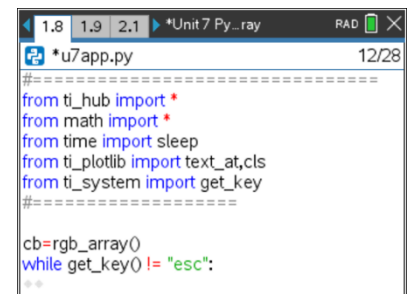 1.8 1.9 2.1 *Unit 7 Py…ray RAD
*u7app.py 12/28
#================================
from ti_hub import *
from math import *
from time import sleep
from ti_plotlib import text_at,cls
from ti_system import get_key
#===================
cb=rgb_array()
while get_key() != "esc":